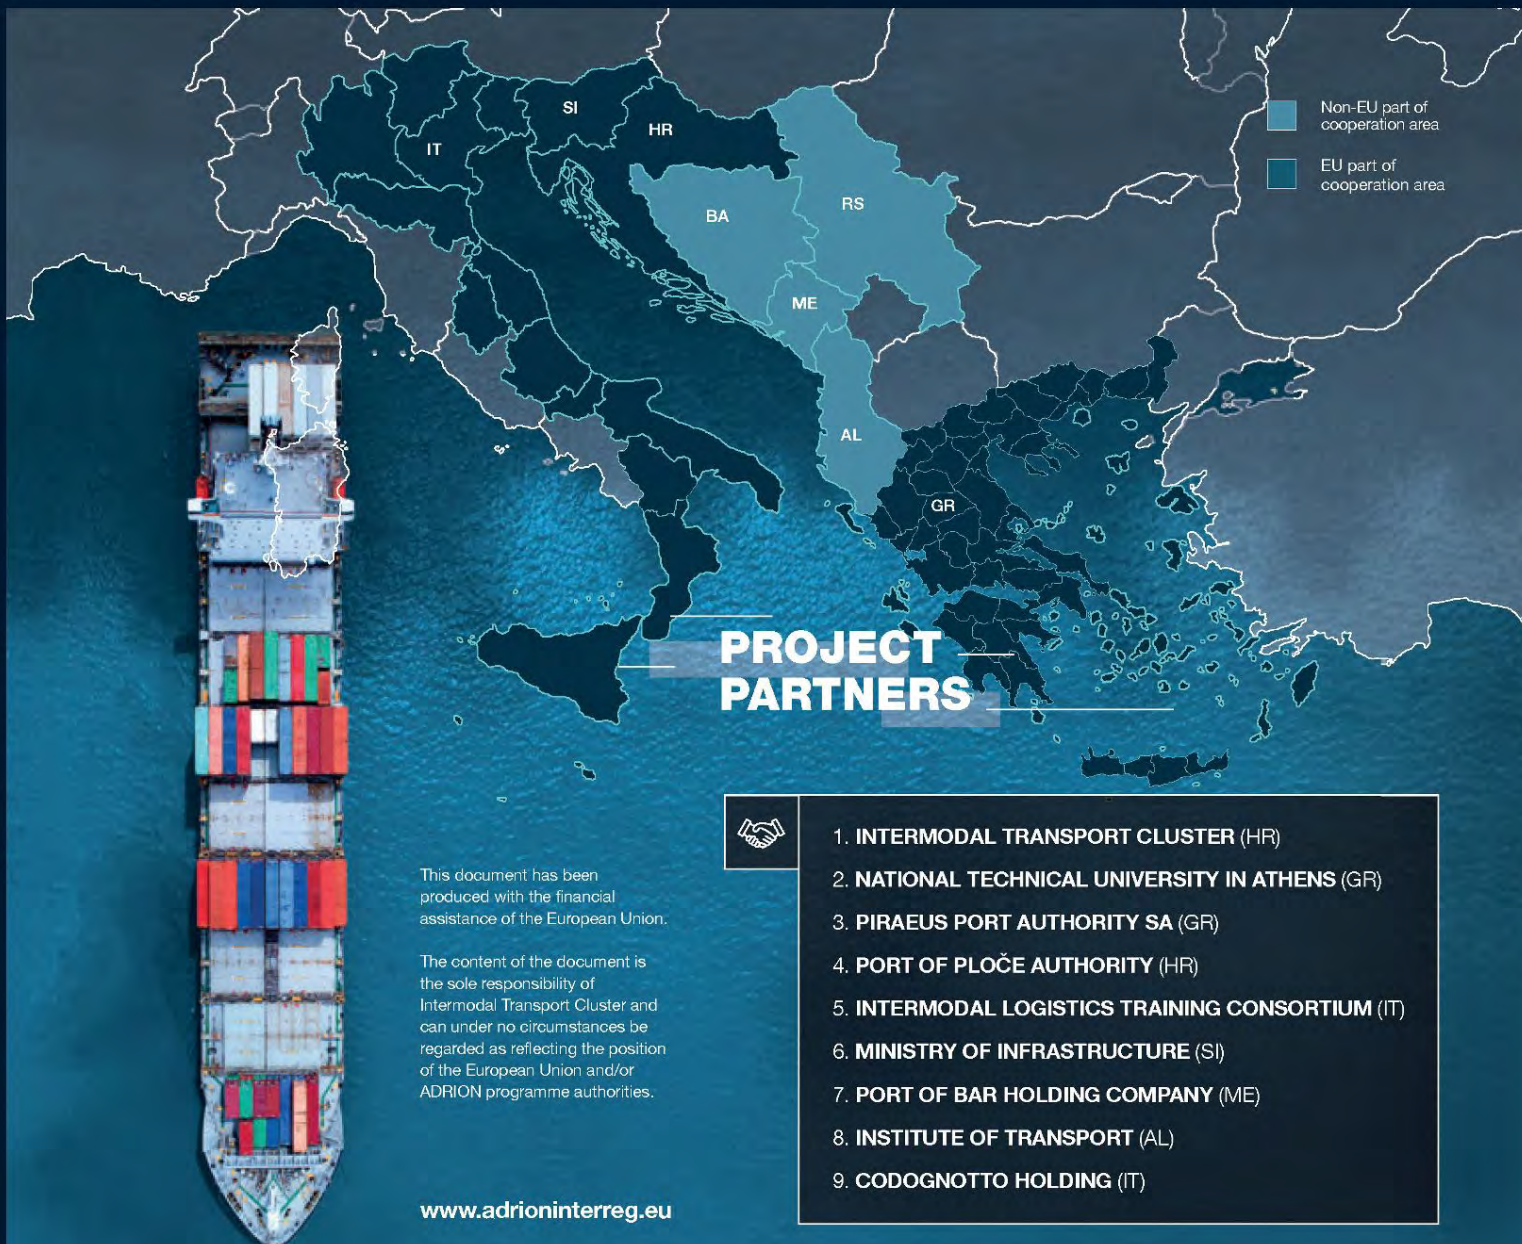 SI
HR
IT
BA
RS
ME
AL
GR
Non-EU part of
cooperation area
EU part of
cooperation area
PROJECT
PARTNERS
This document has been
produced with the financial
assistance of the European Union.
The content of the document is
the sole responsibility of
Intermodal Transport Cluster and
can under no circumstances be
regarded as reflecting the position
of the European Union and/or
ADRION programme authorities.
www.adrioninterreg.eu
1. INTERMODAL TRANSPORT CLUSTER (HR)
2. NATIONAL TECHNICAL UNIVERSITY IN ATHENS (GR)
3. PIRAEUS PORT AUTHORITY SA (GR)
4. PORT OF PLOČE AUTHORITY (HR)
5. INTERMODAL LOGISTICS TRAINING CONSORTIUM (IT)
6. MINISTRY OF INFRASTRUCTURE (SI)
7. PORT OF BAR HOLDING COMPANY (ME)
8. INSTITUTE OF TRANSPORT (AL)
9. CODOGNOTTO HOLDING (IT)